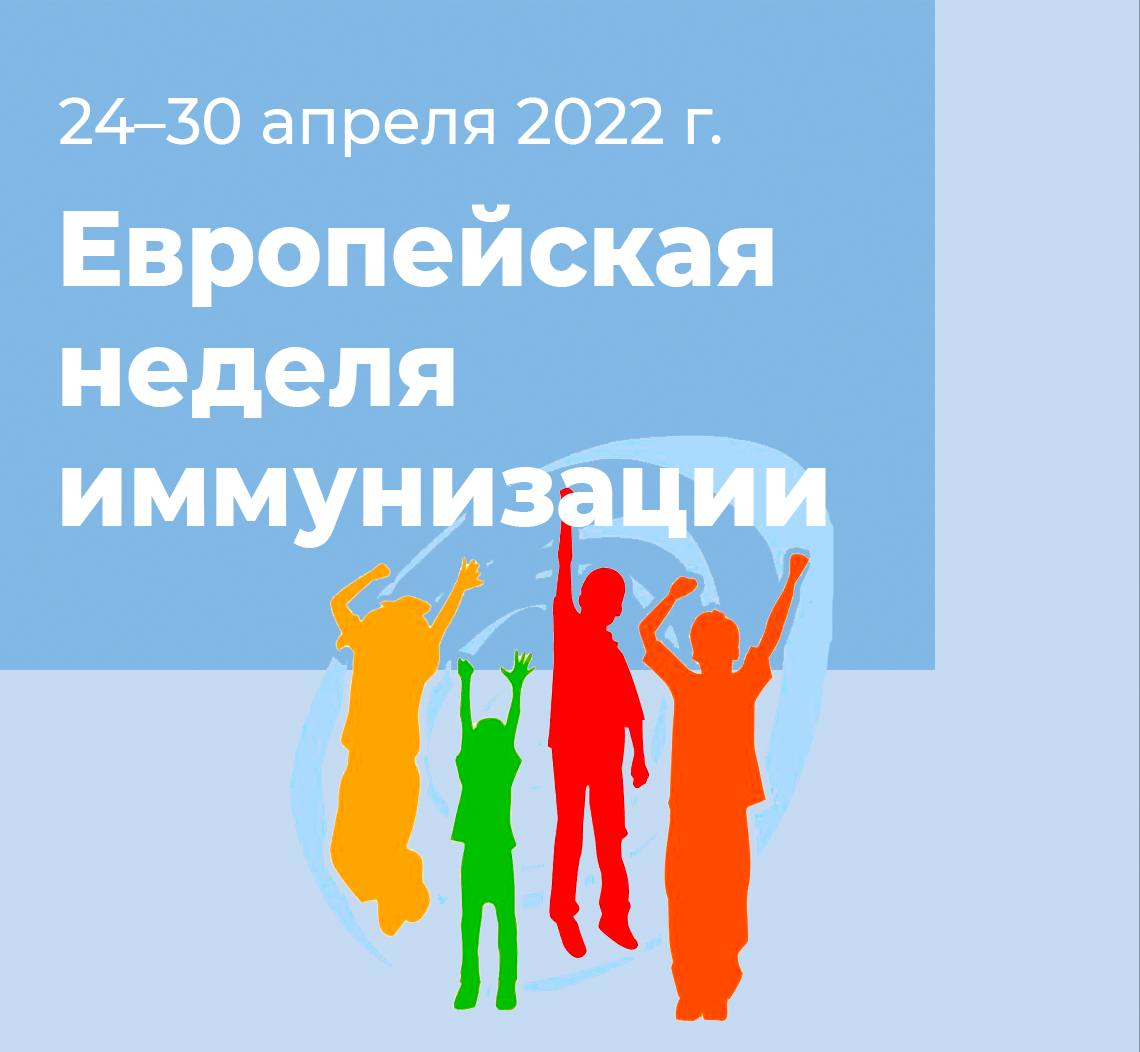 24–30 апреля 2022 г.
Европейская
неделя
иммунизации